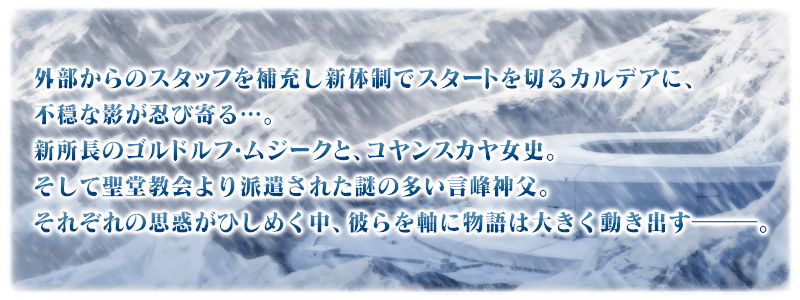 外部からのスタッフを補充し新体制でスタートを切るカルデアに、
不穏な影が忍び寄る…。
新所長のゴルドルフ・ムジークと、コヤンスカヤ女史。
そして聖堂教会より派遣された謎の多い言峰神父。
それぞれの思惑がひしめく中、彼らを軸に物語は大きく動き出す───。